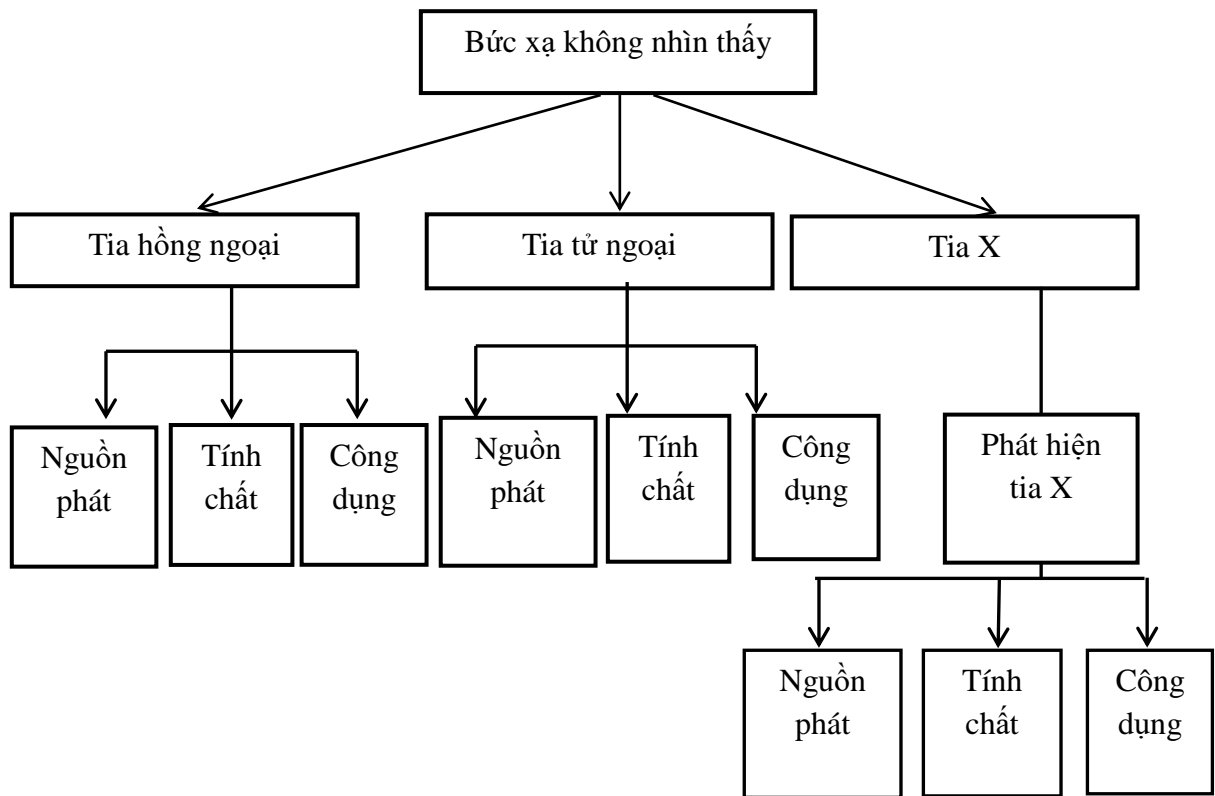 Bức xạ không nhìn thấy
Tia hồng ngoại
Tia tử ngoại
Tia X
Nguồn
phát
Tính
chất
Công
dụng
Nguồn
phát
Tính
chất
Công
dụng
Phát hiện
tia X
Nguồn
phát
Tính
chất
Công
dụng